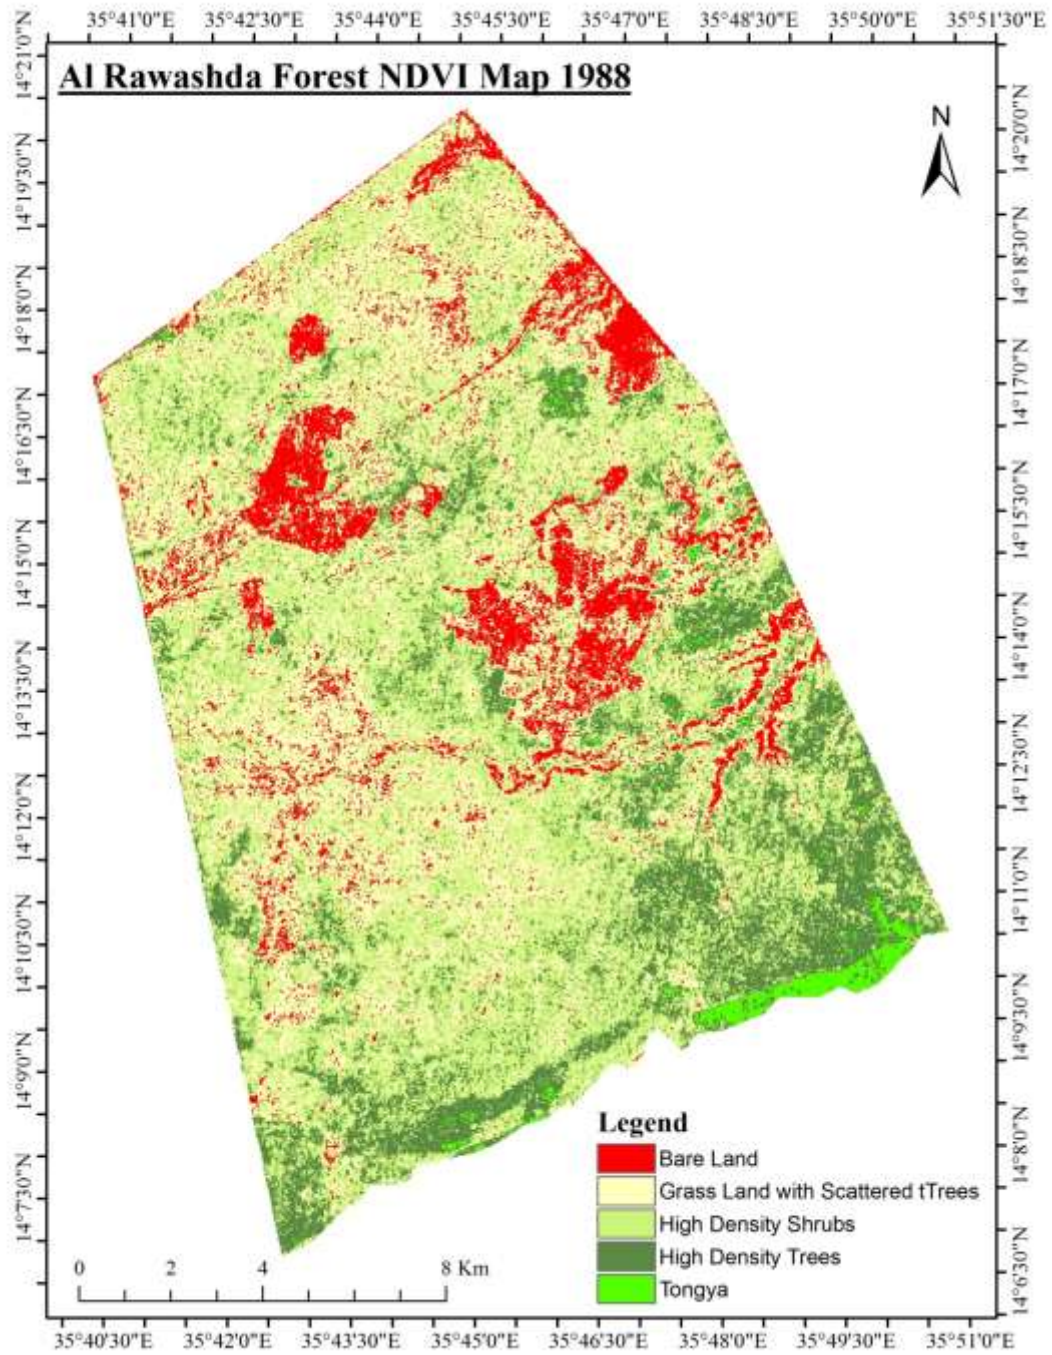 35°41'0"E 35°42'30"E 35°44'0"E 35°45'30"E 35°47'0"E 35°48'30"E 35°50'0"E 35°51'30"E
Al Rawashda Forest NDVI Map 1988
N
14°21'0"N
14°19'30"N
14°18'0"N
14°16'30"N
14°15'0"N
14°13'30"N
14°12'0"N
14°10'30"N
14°9'0"N
14°7'30"N
14°20'0"N
14°18'30"N
14°17'0"N
14°15'30"N
14°14'0"N
14°12'30"N
14°11'0"N
14°9'30"N
14°8'0"N
14°6'30"N
Legend
Bare Land
Grass Land with Scattered tTrees
High Density Shrubs
High Density Trees
Tongya
0 2 4 8 Km
35°40'30"E 35°42'0"E 35°43'30"E 35°45'0"E 35°46'30"E 35°48'0"E 35°49'30"E 35°51'0"E